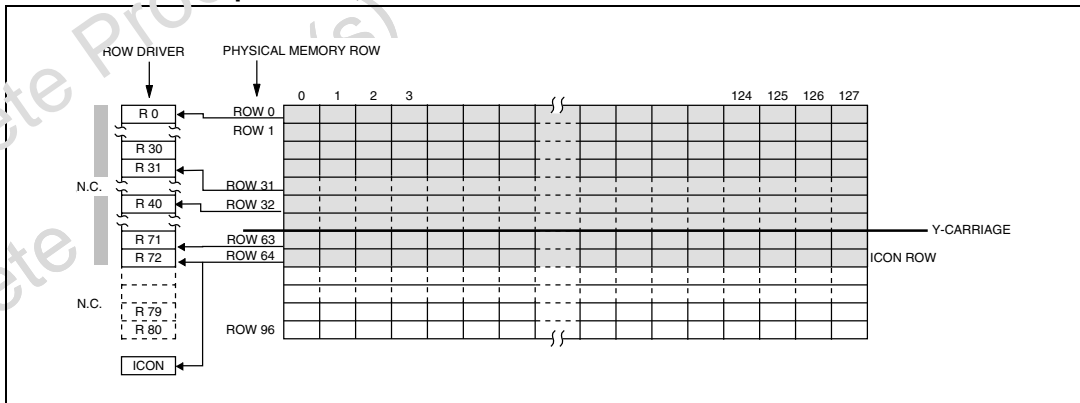 ROW DRIVER
PHYSICAL MEMORY ROW
0 1 2 3 124 125 126 127
R 0
ROW 0
ROW 1
R 30
R 31
N.C.
ROW 31
R 40
ROW 32
Y-CARRIAGE
R 71
ROW 63
R 72
ROW 64
ICON ROW
N.C.
R 79
R 80
ROW 96
ICON